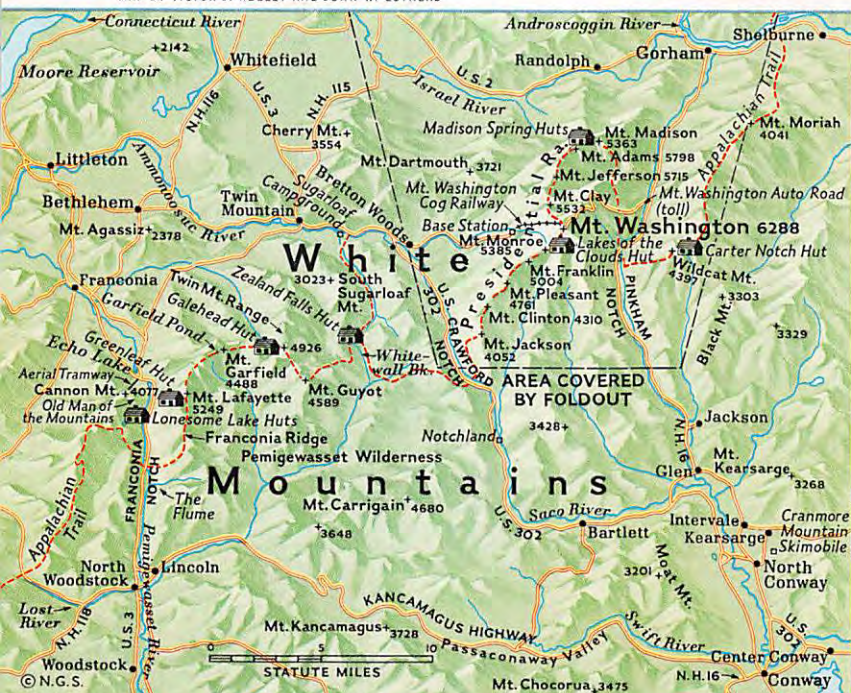 Connecticut River
+2142
Moore Reservoir
Whitefield
N.H. 116
U.S. 3
N.H. 115
Cherry Mt.+
3554
Androscoggin River
Shelburne
Randolph
Gorham
U.S. 2
Israel River
Appalachian Trail
Mt. Moriah
4041
Madison Spring Huts
Mt. Madison
5363
Mt. Adams 5798
Mt. Jefferson 5715
Mt. Dartmouth 3721
Mt. Clay
5532
Mt. Washington
Cog Railway
Base Station
Mt. Washington Auto Road
(toll)
Mt. Washington 6288
Mt. Monroe
5385
Lakes of the
Clouds Hut
Carter Notch Hut
Wildcat Mt.
4397
Presidential Ra.
Mt. Franklin
5004
Mt. Pleasant
4761
Mt. Clinton 4310
Mt. Jackson
4052
PINKHAM
NOTCH
Black Mt.
+3303
+
3329
Littleton
Ammonoosuc River
Bethlehem
Mt. Agassiz+2378
Twin
Mountain
Sugarloaf
Campground
Bretton Woods
White
3023+ South
Sugarloaf
Mt.
302
U.S.
CRAWFORD
NOTCH
Franconia
Twin Mt. Range
Zealand Falls Hut
Garfield Pond
Galehead Hut
+4926
Mt.
Garfield
4488
White-
wall Bk.
Mt. Guyot
4589
Echo Lake
Greenleaf Hut
Aerial Tramway
Cannon Mt.+4077
Old Man of
the Mountains
Mt. Lafayette
5249
Lonesome Lake Huts
Franconia Ridge
Pemigewasset Wilderness
AREA COVERED
BY FOLDOUT
3428+
Notchland
Jackson
N.H. 16
Glen
Mt.
Kearsarge
+3268
Mountains
Mt. Carrigain+4680
+
3648
FRANCONIA
NOTCH
The
Flume
Appalachian
Trail
Saco River
U.S. 302
Bartlett
Intervale
Kearsarge
Cranmore
Mountain
Skimobile
North
Conway
3201+
Moat Mt.
North
Woodstock
Lincoln
Pemigewasset River
Lost
River
N.H. 118
U.S. 3
Woodstock
KANCAMAGUS HIGHWAY
Mt. Kancamagus+3728
Passaconaway Valley
Swift River
U.S.
302
Center Conway
N.H. 16
Conway
Mt. Chocorua+3475
0 5 10
STATUTE MILES
© N.G.S.